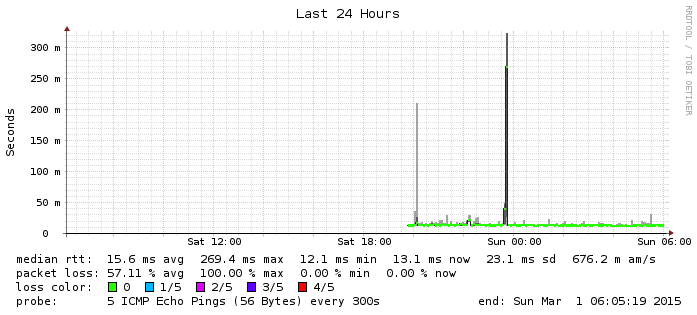 Last 24 Hours
RRDTOOL / TOBI OETIKER
Seconds
300 m
250 m
200 m
150 m
100 m
50 m
0
Sat 12:00 Sat 18:00 Sun 00:00 Sun 06:00
median rtt: 15.6 ms avg 269.4 ms max 12.1 ms min 13.1 ms now 23.1 ms sd 676.2 m am/s
packet loss: 57.11 % avg 100.00 % max 0.00 % min 0.00 % now
loss color: 0 1/5 2/5 3/5 4/5
probe: 5 ICMP Echo Pings (56 Bytes) every 300s end: Sun Mar 1 06:05:19 2015